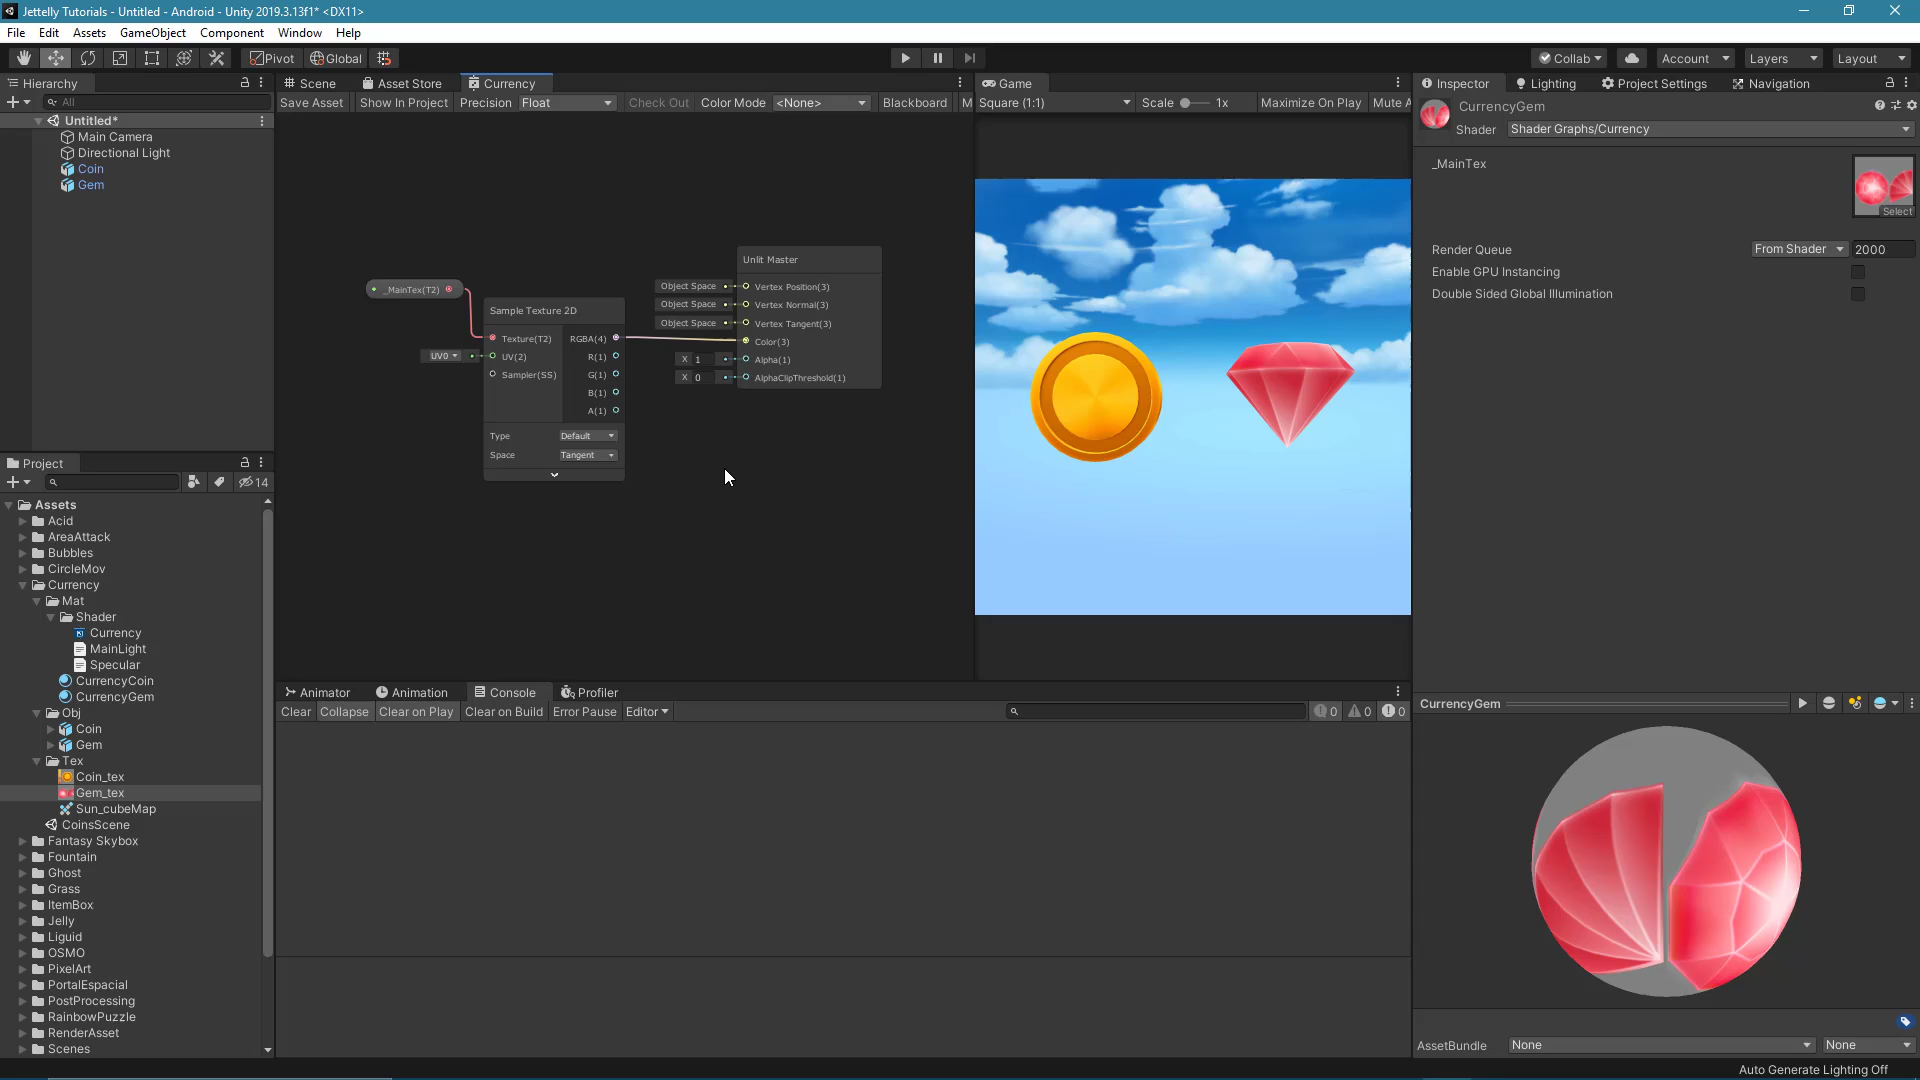 Jettelly Tutorials - Untitled - Android - Unity 2019.3.13f1* <DX11>
File Edit Assets GameObject Component Window Help
Pivot Global Collab Account Layers Layout
Hierarchy
All
Untitled*
Main Camera
Directional Light
Coin
Gem
Scene Asset Store Currency
Save Asset Show In Project Precision Float Check Out Color Mode <None> Blackboard M
_MainTex(T2)
Sample Texture 2D
Texture(T2) RGBA(4)
UV0 UV(2) R(1)
Sampler(SS) G(1)
B(1)
A(1)
Type Default
Space Tangent
Unlit Master
Object Space Vertex Position(3)
Object Space Vertex Normal(3)
Object Space Vertex Tangent(3)
Color(3)
X 1 Alpha(1)
X 0 AlphaClipThreshold(1)
Game
Square (1:1) Scale 1x Maximize On Play Mute A
Inspector Lighting Project Settings Navigation
CurrencyGem
Shader Shader Graphs/Currency
_MainTex
Select
Render Queue From Shader 2000
Enable GPU Instancing
Double Sided Global Illumination
Project
14
Assets
Acid
AreaAttack
Bubbles
CircleMov
Currency
Mat
Shader
Currency
MainLight
Specular
CurrencyCoin
CurrencyGem
Obj
Coin
Gem
Tex
Coin_tex
Gem_tex
Sun_cubeMap
CoinsScene
Fantasy Skybox
Fountain
Ghost
Grass
ItemBox
Jelly
Liguid
OSMO
PixelArt
PortalEspacial
PostProcessing
RainbowPuzzle
RenderAsset
Scenes
Animator Animation Console Profiler
Clear Collapse Clear on Play Clear on Build Error Pause Editor 0 0 0
CurrencyGem
AssetBundle None None
Auto Generate Lighting Off